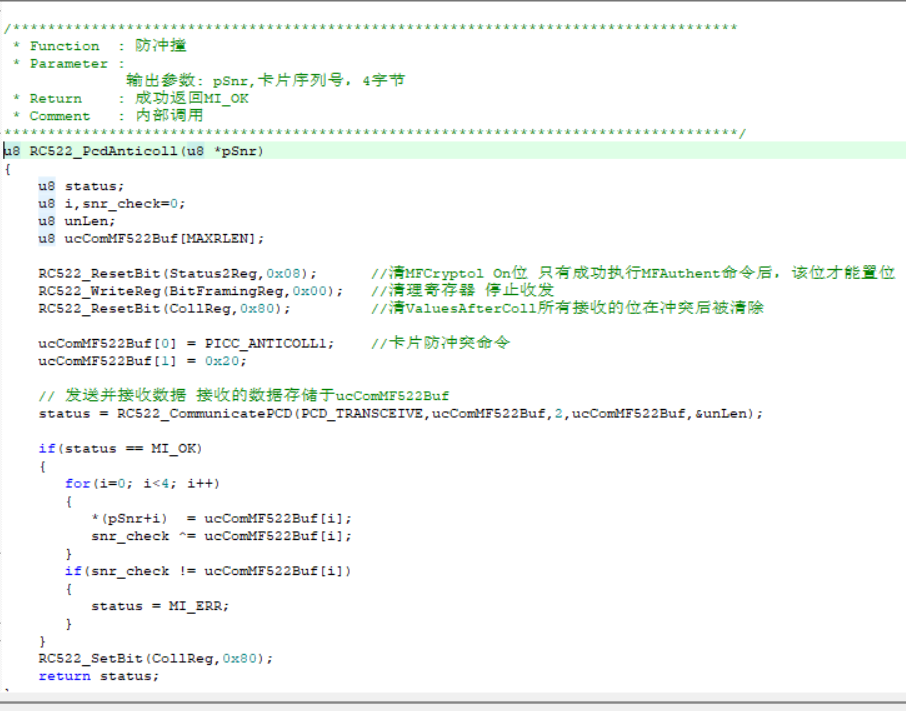 /************************************************************************************
 * Function  : 防冲撞
 * Parameter :
              输出参数: pSnr,卡片序列号，4字节
 * Return    : 成功返回MI_OK
 * Comment   : 内部调用
************************************************************************************/
u8 RC522_PcdAnticoll(u8 *pSnr)
{
    u8 status;
    u8 i,snr_check=0;
    u8 unLen;
    u8 ucComMF522Buf[MAXRLEN];
    RC522_ResetBit(Status2Reg,0x08);      //清MFCryptol On位 只有成功执行MFAuthent命令后，该位才能置位
    RC522_WriteReg(BitFramingReg,0x00);   //清理寄存器 停止收发
    RC522_ResetBit(CollReg,0x80);         //清ValuesAfterColl所有接收的位在冲突后被清除
    ucComMF522Buf[0] = PICC_ANTICOLL1;    //卡片防冲突命令
    ucComMF522Buf[1] = 0x20;
    // 发送并接收数据 接收的数据存储于ucComMF522Buf
    status = RC522_CommunicatePCD(PCD_TRANSCEIVE,ucComMF522Buf,2,ucComMF522Buf,&unLen);
    if(status == MI_OK)
    {
       for(i=0; i<4; i++)
       {
          *(pSnr+i)  = ucComMF522Buf[i];
          snr_check ^= ucComMF522Buf[i];
       }
       if(snr_check != ucComMF522Buf[i])
       {
          status = MI_ERR;
       }
    }
    RC522_SetBit(CollReg,0x80);
    return status;